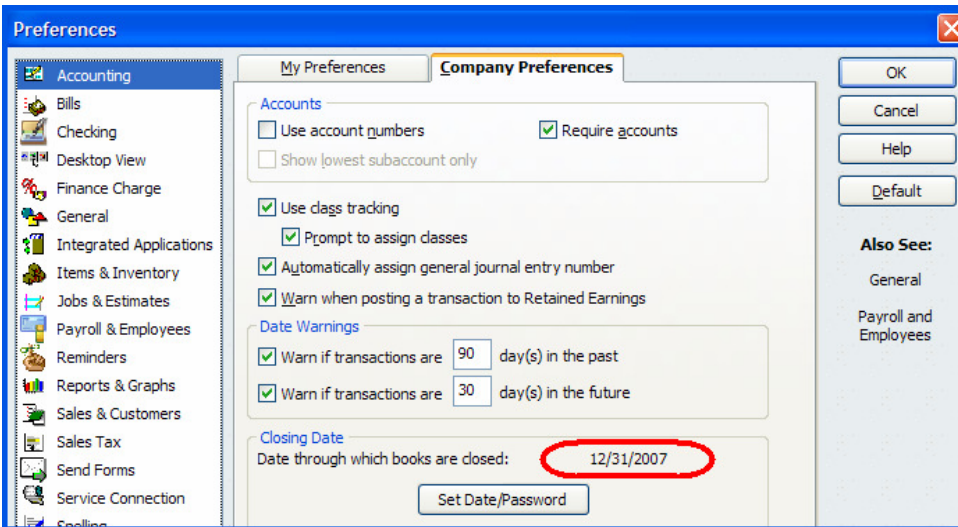 Preferences
Accounting
Bills
Checking
Desktop View
Finance Charge
General
Integrated Applications
Items & Inventory
Jobs & Estimates
Payroll & Employees
Reminders
Reports & Graphs
Sales & Customers
Sales Tax
Send Forms
Service Connection
Spelling
My Preferences
Company Preferences
Accounts
Use account numbers
Require accounts
Show lowest subaccount only
Use class tracking
Prompt to assign classes
Automatically assign general journal entry number
Warn when posting a transaction to Retained Earnings
Date Warnings
Warn if transactions are 90 day(s) in the past
Warn if transactions are 30 day(s) in the future
Closing Date
Date through which books are closed: 12/31/2007
Set Date/Password
OK
Cancel
Help
Default
Also See:
General
Payroll and
Employees